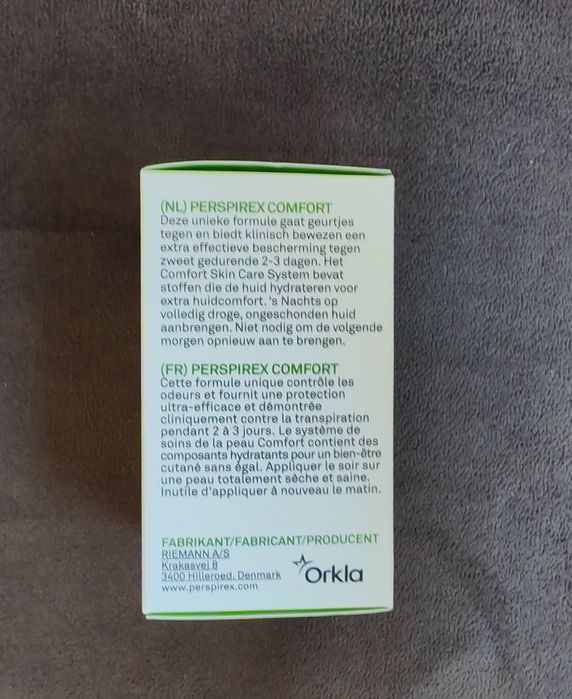 (NL) PERSPIREX COMFORT
Deze unieke formule gaat geurtjes
tegen en biedt klinisch bewezen een
extra effectieve bescherming tegen
zweet gedurende 2-3 dagen. Het
Comfort Skin Care System bevat
stoffen die de huid hydrateren voor
extra huidcomfort. 's Nachts op
volledig droge, ongeschonden huid
aanbrengen. Niet nodig om de volgende
morgen opnieuw aan te brengen.
(FR) PERSPIREX COMFORT
Cette formule unique contrôle les
odeurs et fournit une protection
ultra-efficace et démontrée
cliniquement contre la transpiration
pendant 2 à 3 jours. Le système de
soins de la peau Comfort contient des
composants hydratants pour un bien-être
cutané sans égal. Appliquer le soir sur
une peau totalement sèche et saine.
Inutile d'appliquer à nouveau le matin.
FABRIKANT/FABRICANT/PRODUCENT
RIEMANN A/S
Krakasvej 8
3400 Hilleroed, Denmark
www.perspirex.com
Orkla